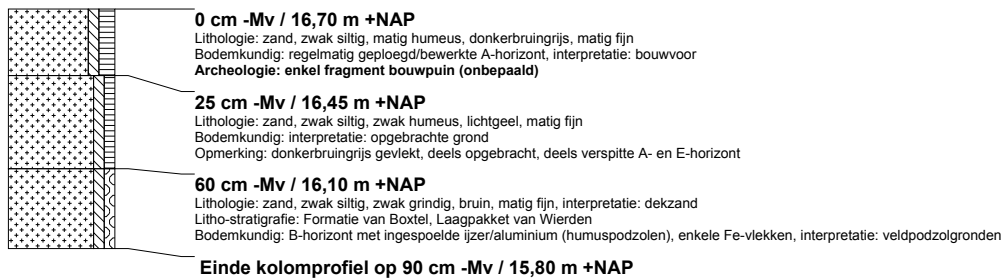 0 cm -Mv / 16,70 m +NAP
Lithologie: zand, zwak siltig, matig humeus, donkerbruingrijs, matig fijn
Bodemkundig: regelmatig geploegd/bewerkte A-horizont, interpretatie: bouwvoor
Archeologie: enkel fragment bouwpuin (onbepaald)
25 cm -Mv / 16,45 m +NAP
Lithologie: zand, zwak siltig, zwak humeus, lichtgeel, matig fijn
Bodemkundig: interpretatie: opgebrachte grond
Opmerking: donkerbruingrijs gevlekt, deels opgebracht, deels verspitte A- en E-horizont
60 cm -Mv / 16,10 m +NAP
Lithologie: zand, zwak siltig, zwak grindig, bruin, matig fijn, interpretatie: dekzand
Litho-stratigrafie: Formatie van Boxtel, Laagpakket van Wierden
Bodemkundig: B-horizont met ingespoelde ijzer/aluminium (humuspodzolen), enkele Fe-vlekken, interpretatie: veldpodzolgronden
Einde kolomprofiel op 90 cm -Mv / 15,80 m +NAP